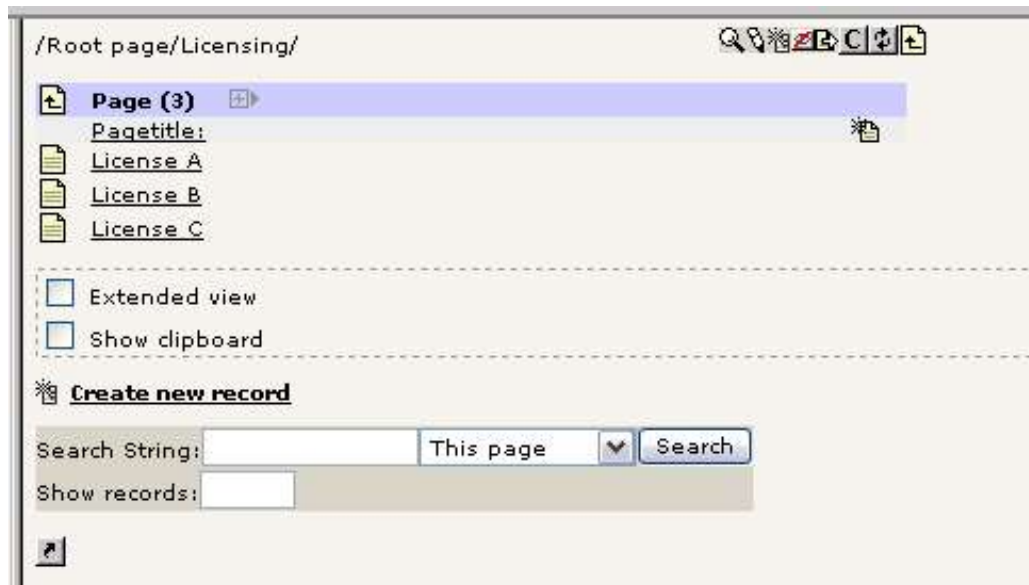 /Root page/Licensing/
C
Page (3)
Pagetitle:
License A
License B
License C
Extended view
Show clipboard
Create new record
Search String: This page Search
Show records: